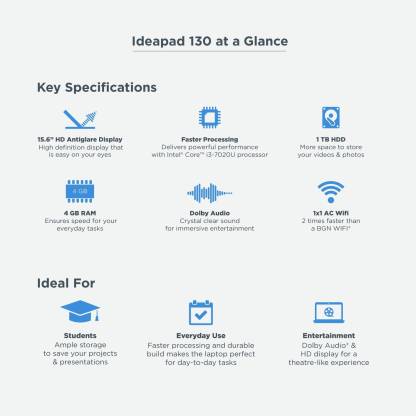 Ideapad 130 at a Glance
Key Specifications
15.6" HD Antiglare Display
High definition display that
is easy on your eyes
Faster Processing
Delivers powerful performance
with Intel® Core™ i3-7020U processor
1 TB HDD
More space to store
your videos & photos
4 GB
4 GB RAM
Ensures speed for your
everyday tasks
Dolby Audio
Crystal clear sound
for immersive entertainment
1x1 AC Wifi
2 times faster than
a BGN WIFI*
Ideal For
Students
Ample storage
to save your projects
& presentations
Everyday Use
Faster processing and durable
build makes the laptop perfect
for day-to-day tasks
Entertainment
Dolby Audio® &
HD display for a
theatre-like experience